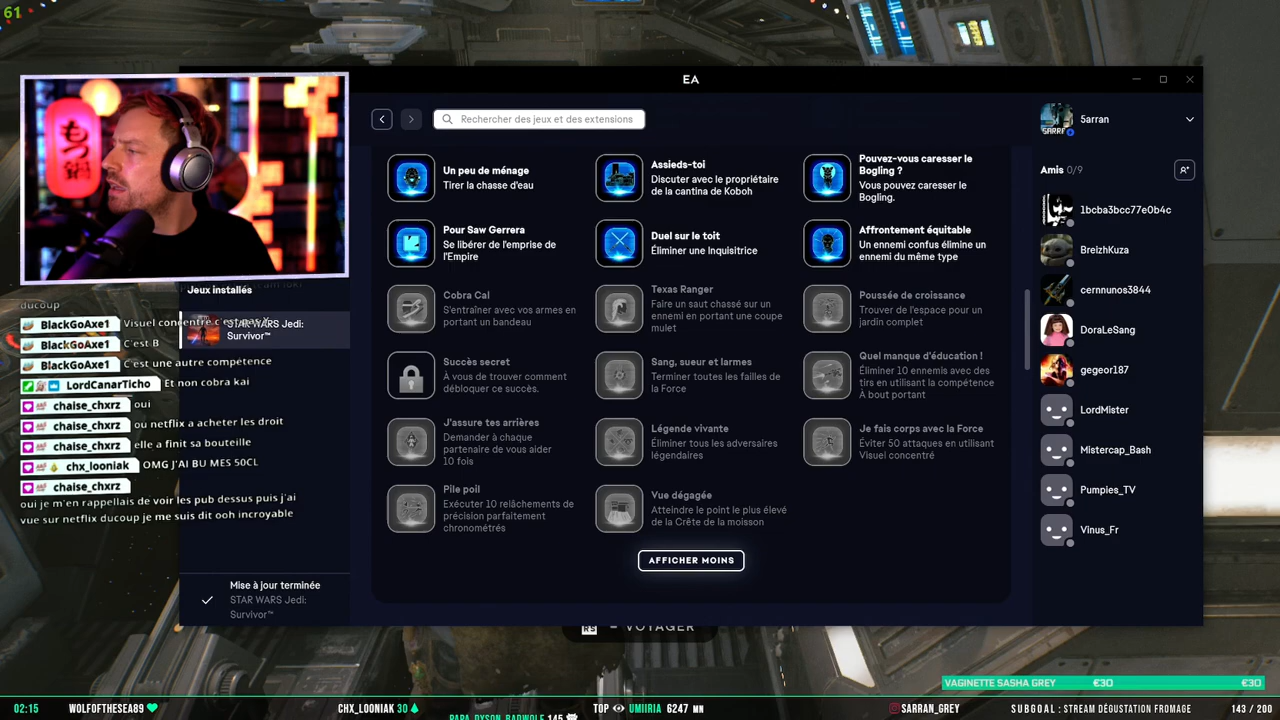 61
EA
もつ鍋
Rechercher des jeux et des extensions
5arran
Amis 0/9
1bcba3bcc77e0b4c
BreizhKuza
cernnunos3844
DoraLeSang
gegeor187
LordMister
Mistercap_Bash
Pumpies_TV
Vinus_Fr
Un peu de ménage
Tirer la chasse d'eau
Assieds-toi
Discuter avec le propriétaire
de la cantina de Koboh
Pouvez-vous caresser le
Bogling ?
Vous pouvez caresser le
Bogling.
Pour Saw Gerrera
Se libérer de l'emprise de
l'Empire
Duel sur le toit
Éliminer une Inquisitrice
Affrontement équitable
Un ennemi confus élimine un
ennemi du même type
Cobra Cal
S'entraîner avec vos armes en
portant un bandeau
Texas Ranger
Faire un saut chassé sur un
ennemi en portant une coupe
mulet
Poussée de croissance
Trouver de l'espace pour un
jardin complet
Succès secret
À vous de trouver comment
débloquer ce succès.
Sang, sueur et larmes
Terminer toutes les failles de
la Force
Quel manque d'éducation !
Éliminer 10 ennemis avec des
tirs en utilisant la compétence
À bout portant
J'assure tes arrières
Demander à chaque
partenaire de vous aider
10 fois
Légende vivante
Éliminer tous les adversaires
légendaires
Je fais corps avec la Force
Éviter 50 attaques en utilisant
Visuel concentré
Pile poil
Exécuter 10 relâchements de
précision parfaitement
chronométrés
Vue dégagée
Atteindre le point le plus élevé
de la Crête de la moisson
AFFICHER MOINS
Jeux installés
STAR WARS Jedi:
Survivor™
Mise à jour terminée
STAR WARS Jedi:
Survivor™
ducoup
BlackGoAxe1 Visuel concentre c'est pas
BlackGoAxe1 C'est B
BlackGoAxe1 C'est une autre compétence
LordCanarTicho Et non cobra kai
chaise_chxrz oui
chaise_chxrz ou netflix a acheter les droit
chaise_chxrz elle a finit sa bouteille
chx_looniak OMG J'AI BU MES 50CL
chaise_chxrz
oui je m'en rappellais de voir les pub dessus puis j'ai
vue sur netflix ducoup je me suis dit ooh incroyable
R5 - VOYAGER
VAGINETTE SASHA GREY €30 €30
02:15 WOLFOFTHESEA89 CHX_LOONIAK 30 TOP UMIIRIA 6247 MN SARRAN_GREY SUBGOAL : STREAM DÉGUSTATION FROMAGE 143 / 200
PAPA_DYSON_BADWOLF 145